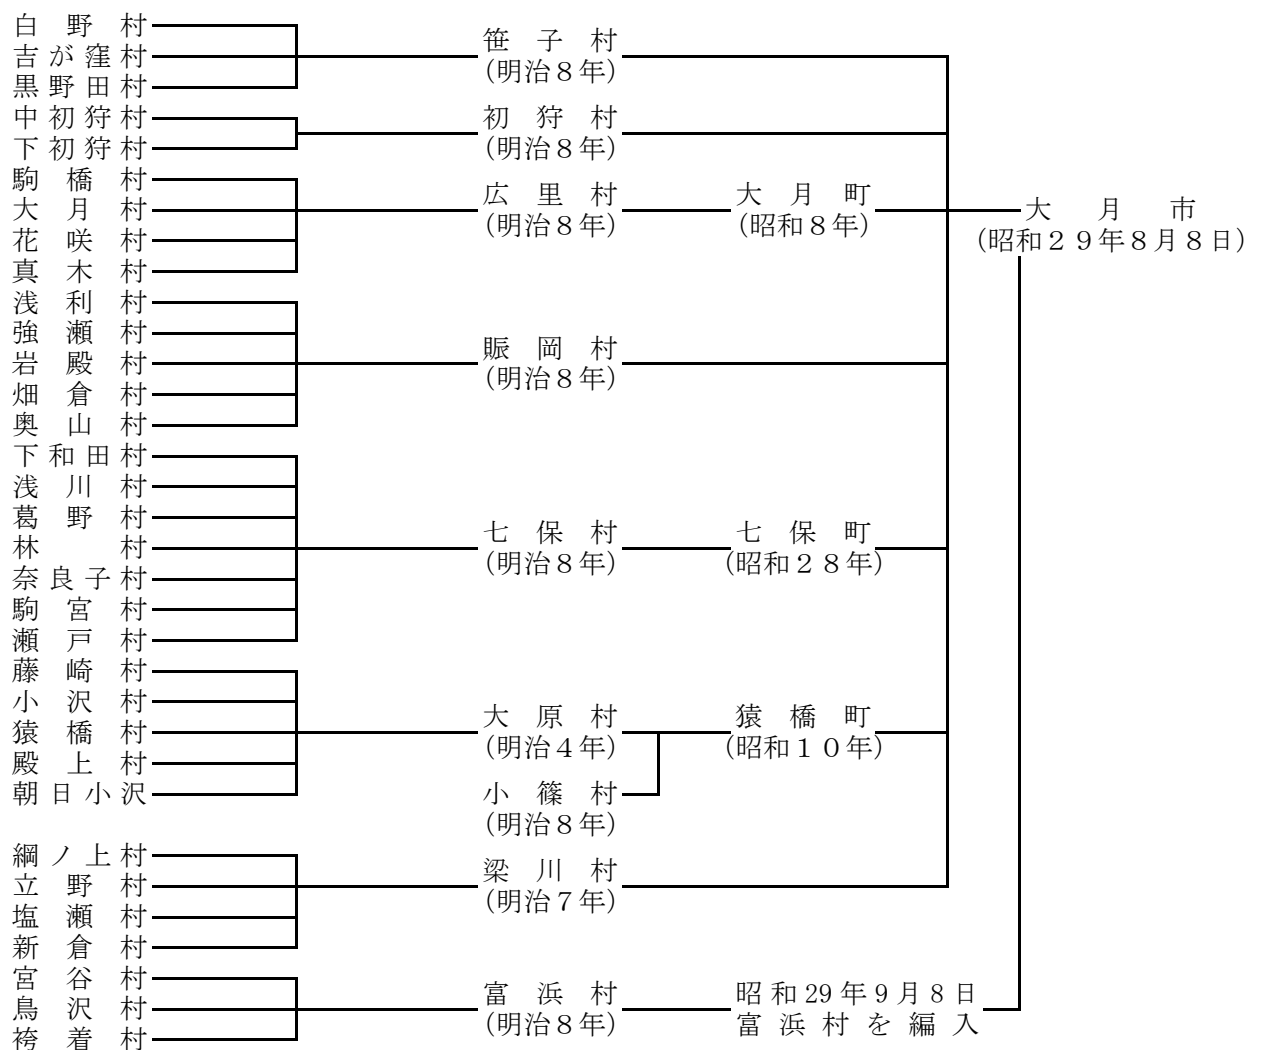 白野村
吉が窪村
黒野田村
中初狩村
下初狩村
駒橋村
大月村
花咲村
真木村
浅利村
強瀬村
岩殿村
畑倉村
奥山村
下和田村
浅川村
葛野村
林村
奈良子村
駒宮村
瀬戸村
藤崎村
小沢村
猿橋村
殿上村
朝日小沢
綱ノ上村
立野村
塩瀬村
新倉村
宮谷村
鳥沢村
袴着村
笹子村
(明治8年)
初狩村
(明治8年)
広里村
(明治8年)
賑岡村
(明治8年)
七保村
(明治8年)
大原村
(明治4年)
小篠村
(明治8年)
梁川村
(明治7年)
富浜村
(明治8年)
大月町
(昭和8年)
七保町
(昭和28年)
猿橋町
(昭和10年)
昭和29年9月8日
富浜村を編入
大月市
(昭和29年8月8日)